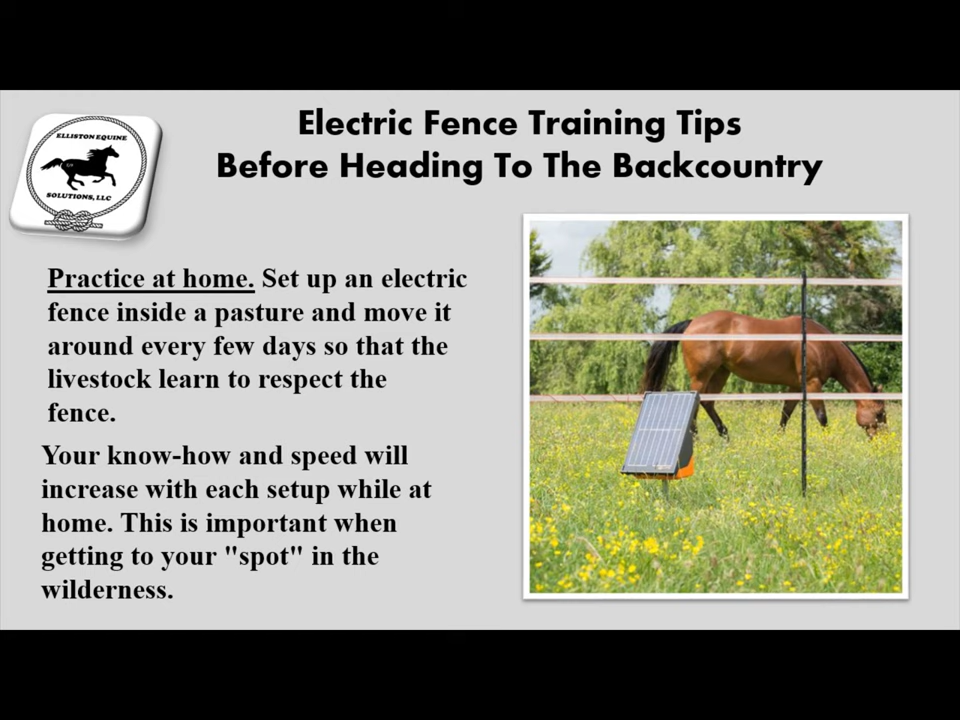 Electric Fence Training Tips
Before Heading To The Backcountry
ELLISTON EQUINE
SOLUTIONS, LLC
Practice at home. Set up an electric
fence inside a pasture and move it
around every few days so that the
livestock learn to respect the
fence.
Your know-how and speed will
increase with each setup while at
home. This is important when
getting to your "spot" in the
wilderness.